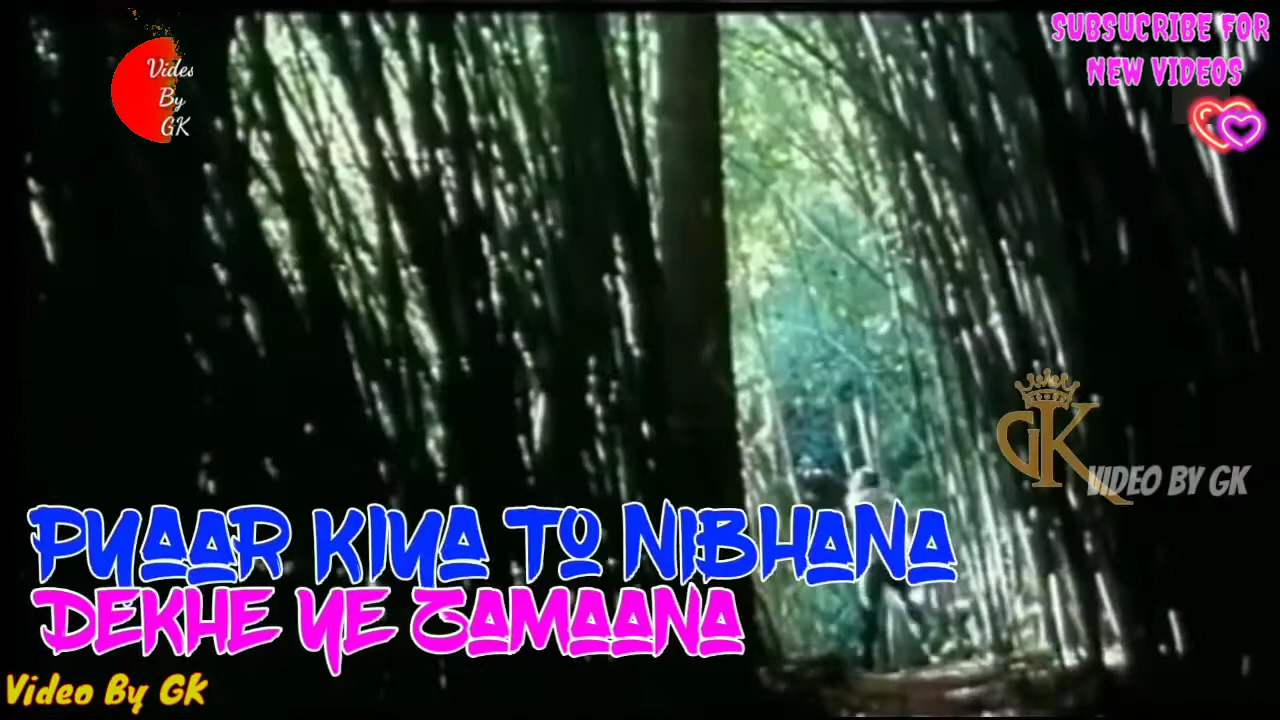 SUBSUCRIBE FOR
NEW VIDEOS
Vides
By
GK
GK
VIDEO BY GK
PYAAR KIYA TO NIBHANA
DEKHE YE ZAMAANA
Video By GK